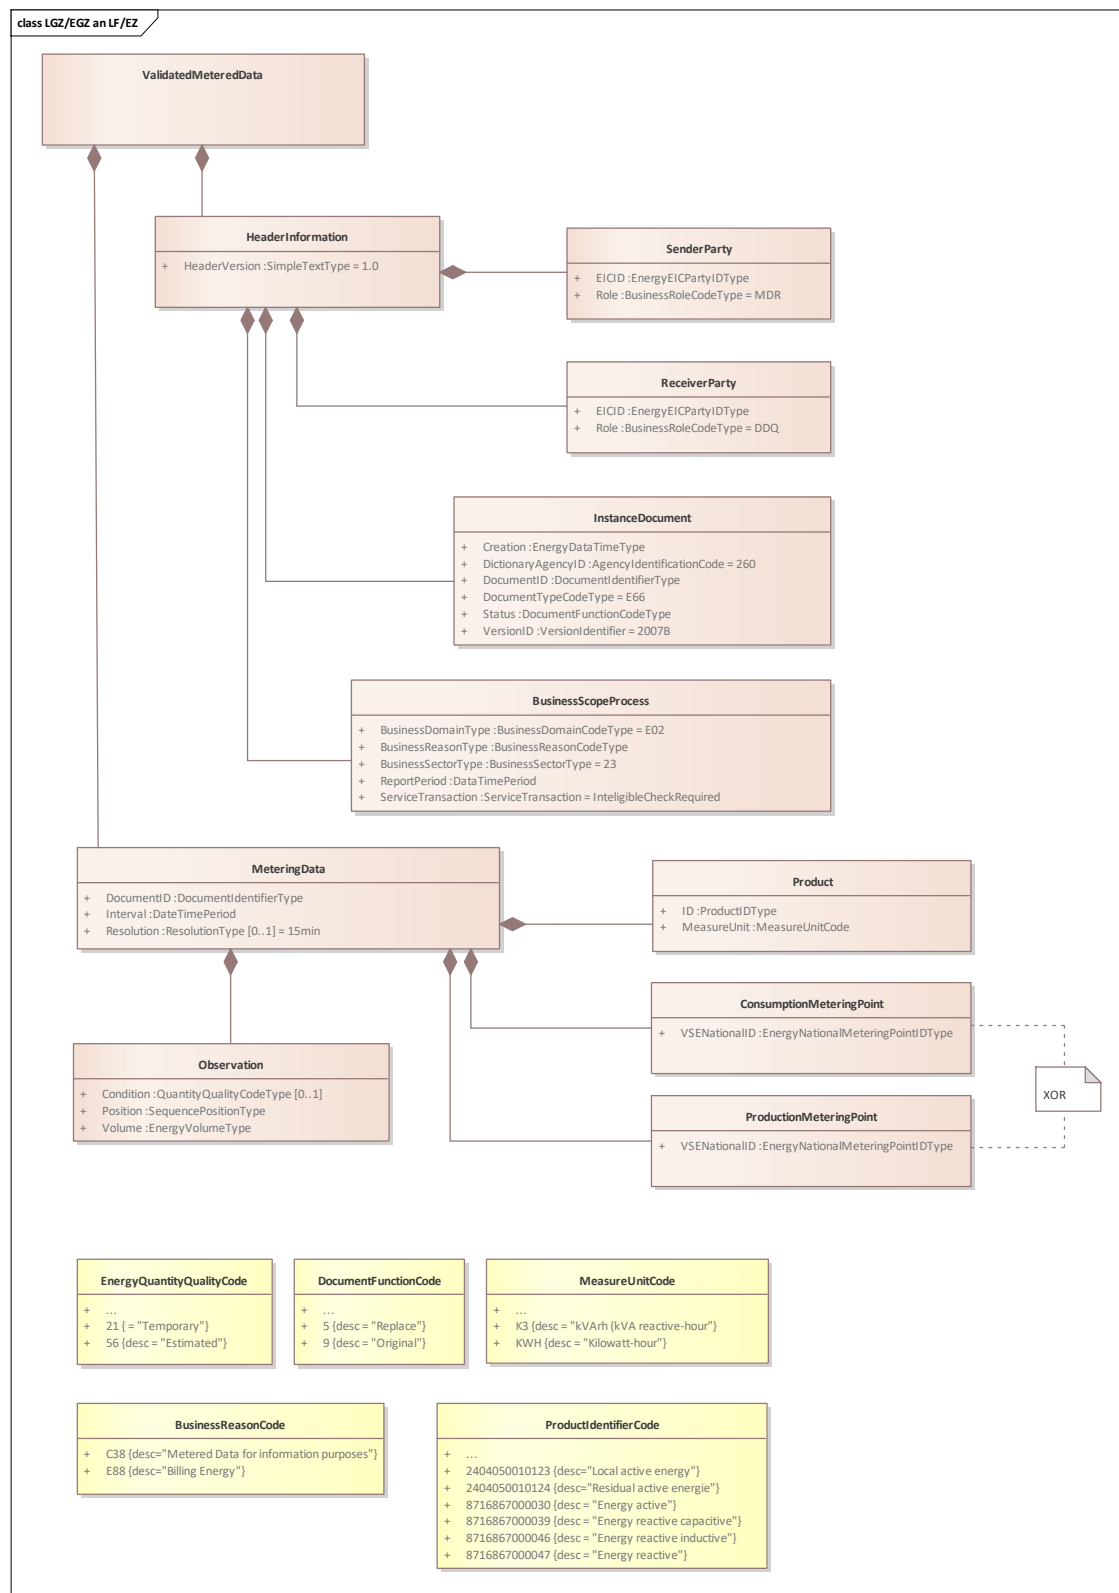 class LGZ/EGZ an LF/EZ
ValidatedMeteredData
HeaderInformation
+ HeaderVersion :SimpleTextType = 1.0
SenderParty
+ EICID :EnergyEICPartyIDType
+ Role :BusinessRoleCodeType = MDR
ReceiverParty
+ EICID :EnergyEICPartyIDType
+ Role :BusinessRoleCodeType = DDQ
InstanceDocument
+ Creation :EnergyDataTimeType
+ DictionaryAgencyID :AgencyIdentificationCode = 260
+ DocumentID :DocumentIdentifierType
+ DocumentTypeCodeType = E66
+ Status :DocumentFunctionCodeType
+ VersionID :VersionIdentifier = 2007B
BusinessScopeProcess
+ BusinessDomainType :BusinessDomainCodeType = E02
+ BusinessReasonType :BusinessReasonCodeType
+ BusinessSectorType :BusinessSectorType = 23
+ ReportPeriod :DataTimePeriod
+ ServiceTransaction :ServiceTransaction = InteligibleCheckRequired
MeteringData
+ DocumentID :DocumentIdentifierType
+ Interval :DateTimePeriod
+ Resolution :ResolutionType [0..1] = 15min
Product
+ ID :ProductIDType
+ MeasureUnit :MeasureUnitCode
ConsumptionMeteringPoint
+ VSENationalID :EnergyNationalMeteringPointIDType
XOR
Observation
+ Condition :QuantityQualityCodeType [0..1]
+ Position :SequencePositionType
+ Volume :EnergyVolumeType
ProductionMeteringPoint
+ VSENationalID :EnergyNationalMeteringPointIDType
EnergyQuantityQualityCode
+ ...
+ 21 { = "Temporary"}
+ 56 {desc = "Estimated"}
DocumentFunctionCode
+ ...
+ 5 {desc = "Replace"}
+ 9 {desc = "Original"}
MeasureUnitCode
+ ...
+ K3 {desc = "kVArh (kVA reactive-hour"}
+ KWH {desc = "Kilowatt-hour"}
BusinessReasonCode
+ C38 {desc="Metered Data for information purposes"}
+ E88 {desc="Billing Energy"}
ProductIdentifierCode
+ ...
+ 2404050010123 {desc="Local active energy"}
+ 2404050010124 {desc="Residual active energie"}
+ 8716867000030 {desc = "Energy active"}
+ 8716867000039 {desc = "Energy reactive capacitive"}
+ 8716867000046 {desc = "Energy reactive inductive"}
+ 8716867000047 {desc = "Energy reactive"}